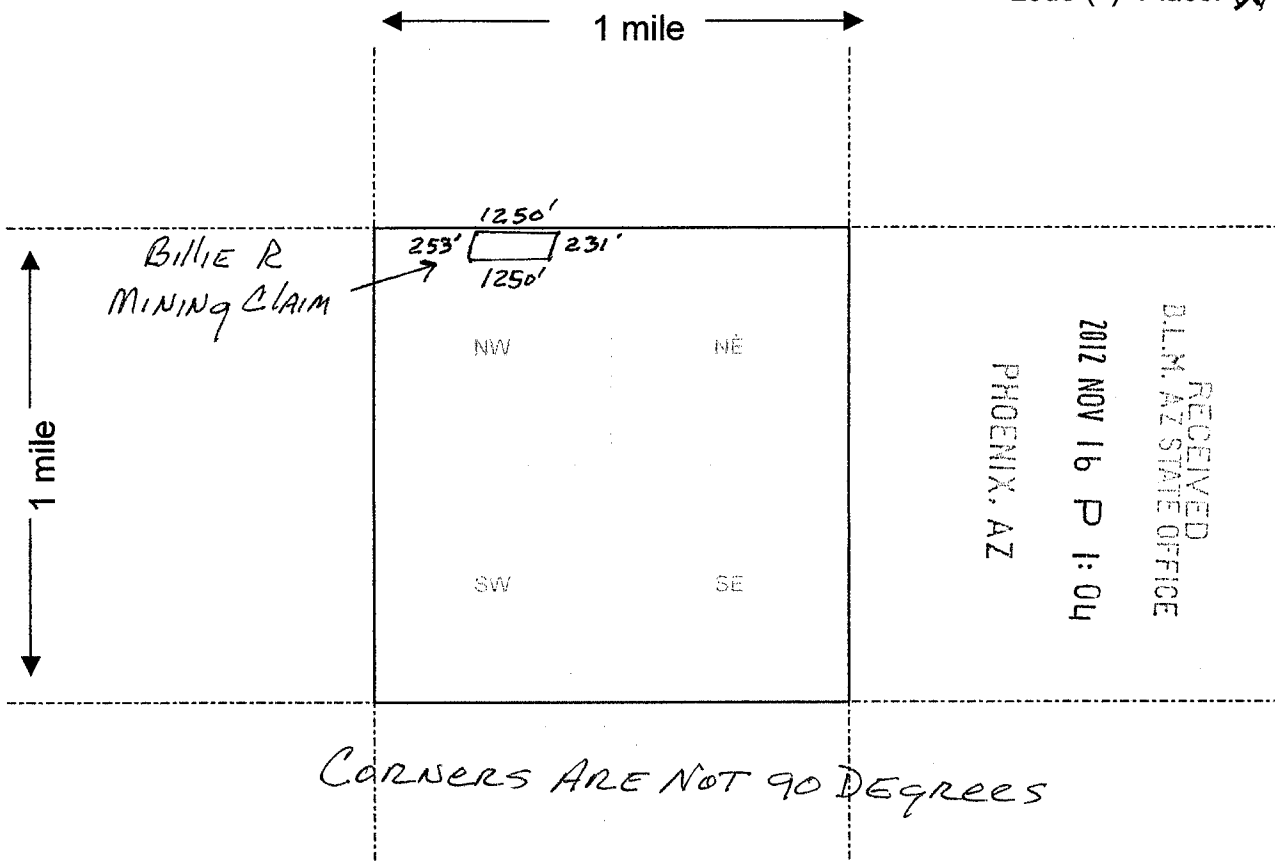 1 mile
1250'
253'
231'
1250'
Billie R
Mining Claim
NW
NE
1 mile
SW
SE
RECEIVED
B.L.M. AZ STATE OFFICE
2012 NOV 16 P 1:04
PHOENIX, AZ
CORNERS ARE NOT 90 DEGREES